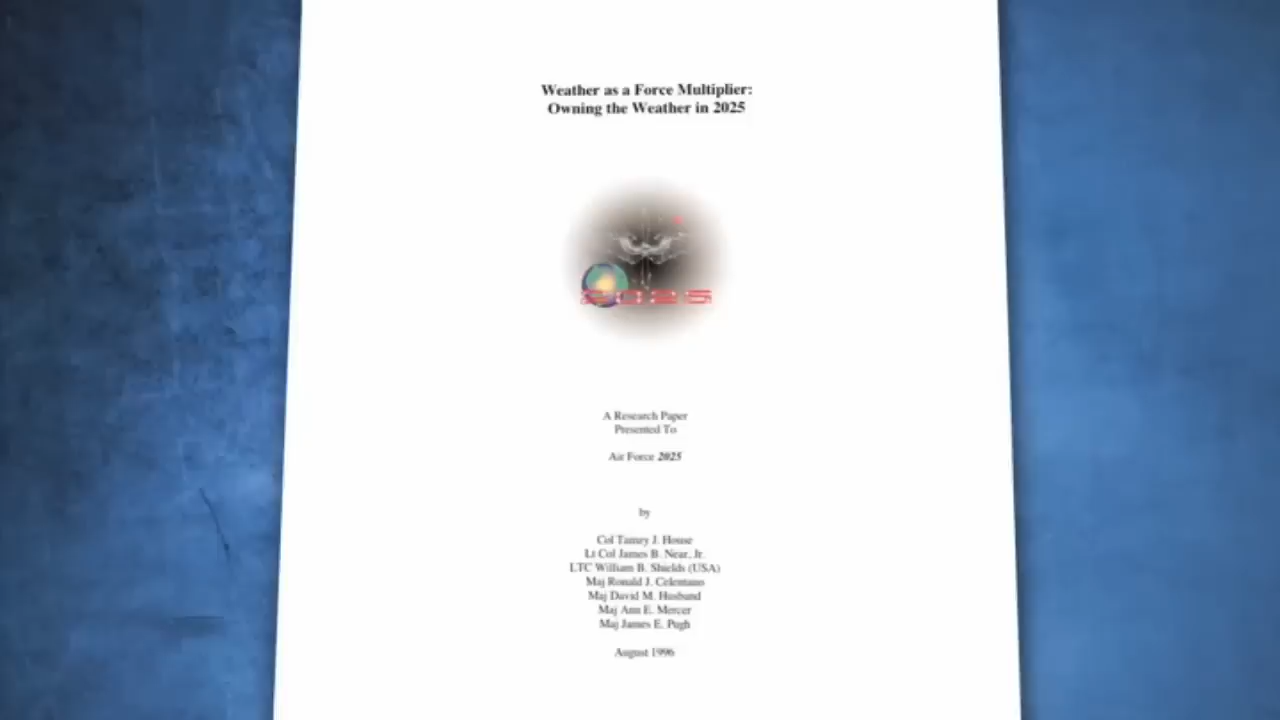 Weather as a Force Multiplier:
Owning the Weather in 2025
2025
A Research Paper
Presented To
Air Force 2025
by
Col Tamzy J. House
Lt Col James B. Near, Jr.
LTC William B. Shields (USA)
Maj Ronald J. Celentano
Maj David M. Husband
Maj Ann E. Mercer
Maj James E. Pugh
August 1996